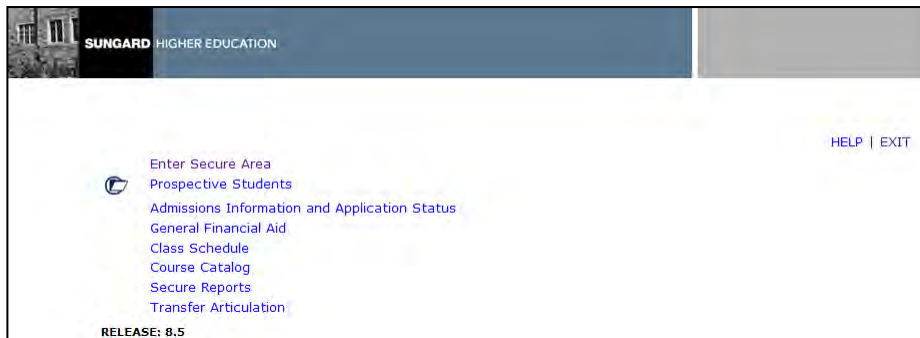 SUNGARD HIGHER EDUCATION
HELP | EXIT
Enter Secure Area
Prospective Students
Admissions Information and Application Status
General Financial Aid
Class Schedule
Course Catalog
Secure Reports
Transfer Articulation
RELEASE: 8.5